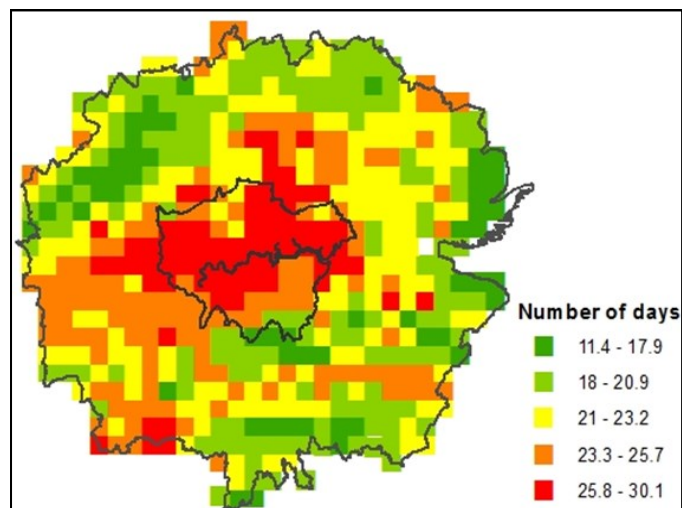 Number of days
11.4 - 17.9
18 - 20.9
21 - 23.2
23.3 - 25.7
25.8 - 30.1